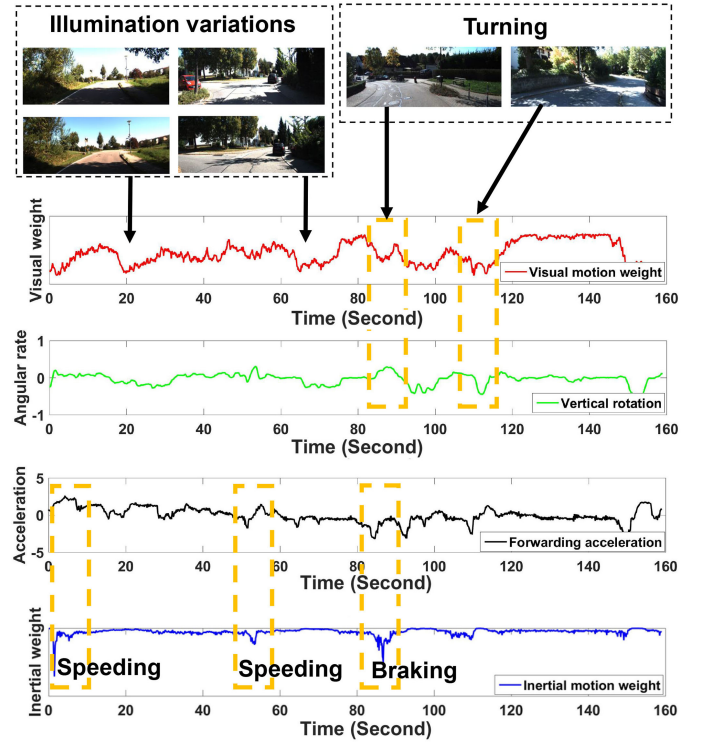 Illumination variations
Turning
Visual weight
0 20 40 60 80 100 120 140 160
Visual motion weight
Time (Second)
Angular rate
1
0
-1
0 20 40 60 80 100 120 140 160
Vertical rotation
Time (Second)
Acceleration
5
0
-5
0 20 40 60 80 100 120 140 160
Forwarding acceleration
Time (Second)
Inertial weight
Speeding
Speeding
Braking
Inertial motion weight
0 20 40 60 80 100 120 140 160
Time (Second)